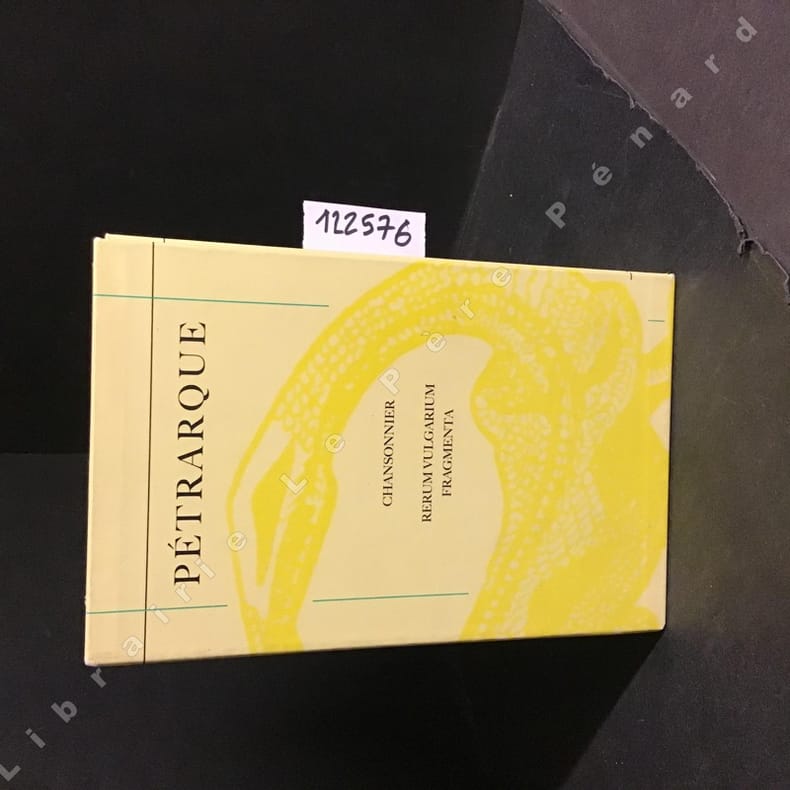 122576
PÉTRARQUE
CHANSONNIER
RERUM VULGARIUM
FRAGMENTA
Librairie Le Père Pénard